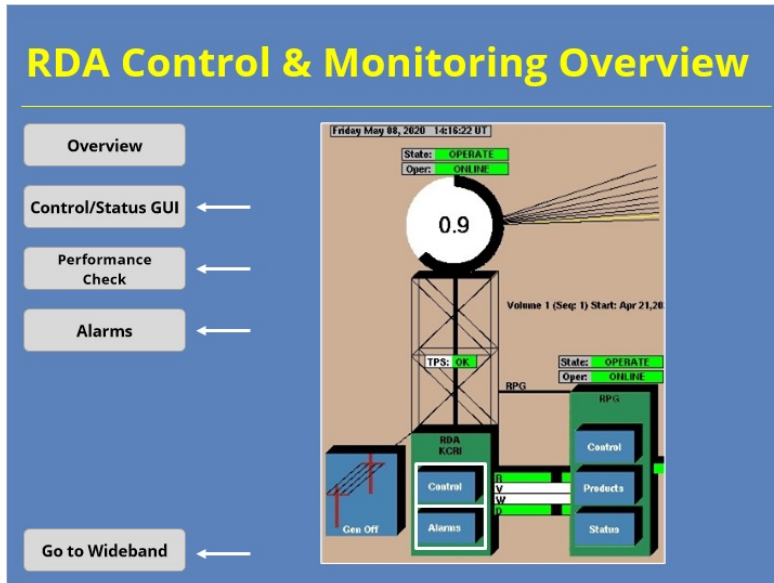 RDA Control & Monitoring Overview
Overview
Control/Status GUI
Performance
Check
Alarms
Go to Wideband
Friday May 08, 2020 14:16:22 UT
State: OPERATE
Oper: ONLINE
0.9
Volume 1 (Seq: 1) Start: Apr 21,20
TPS: OK
State: OPERATE
Oper: ONLINE
RPG
RPG
RDA
KCRI
Control
Alarms
R
V
W
D
Control
Products
Status
Gen Off